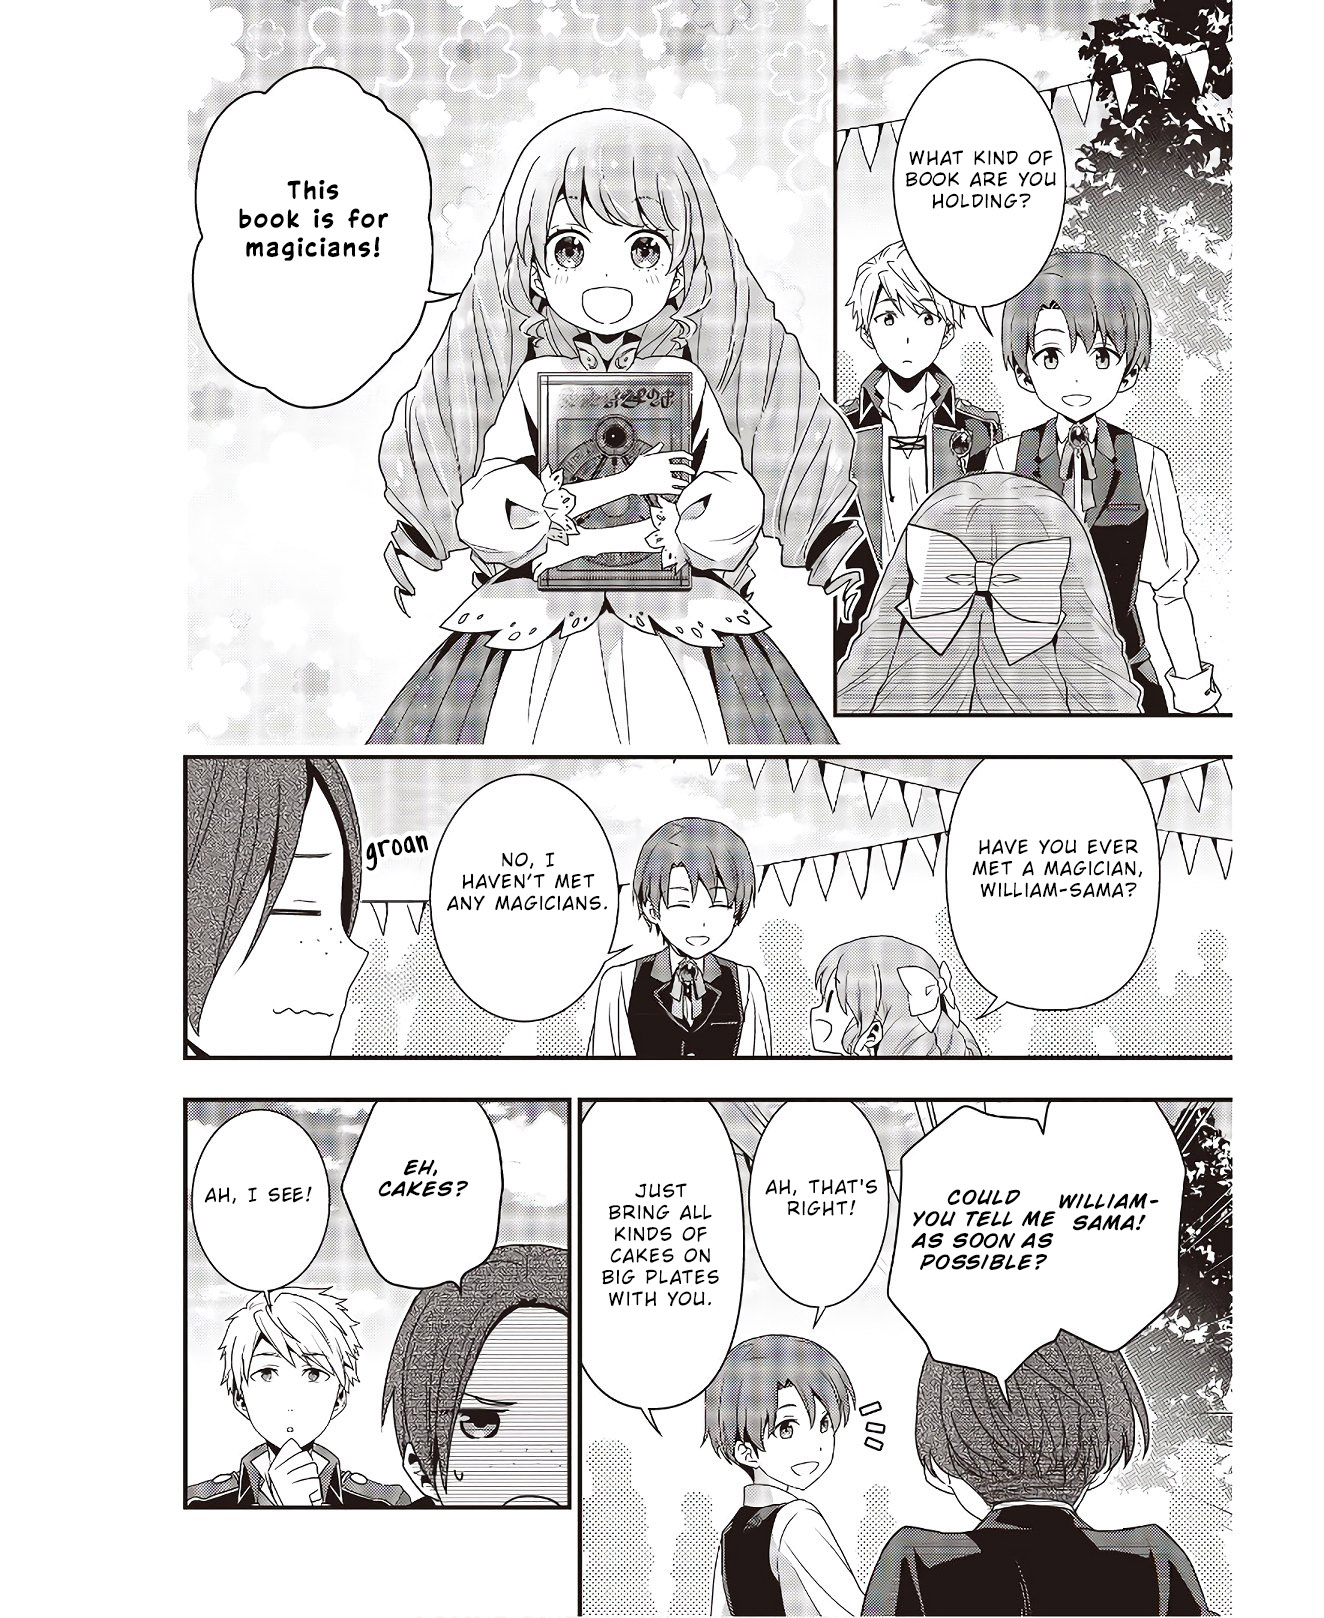 WHAT KIND OF
BOOK ARE YOU
HOLDING?
This
book is for
magicians!
HAVE YOU EVER
MET A MAGICIAN,
WILLIAM-SAMA?
NO, I
HAVEN'T MET
ANY MAGICIANS.
groan
WILLIAM-
SAMA!
COULD
YOU TELL ME
AS SOON AS
POSSIBLE?
AH, THAT'S
RIGHT!
JUST
BRING ALL
KINDS OF
CAKES ON
BIG PLATES
WITH YOU.
EH,
CAKES?
AH, I SEE!